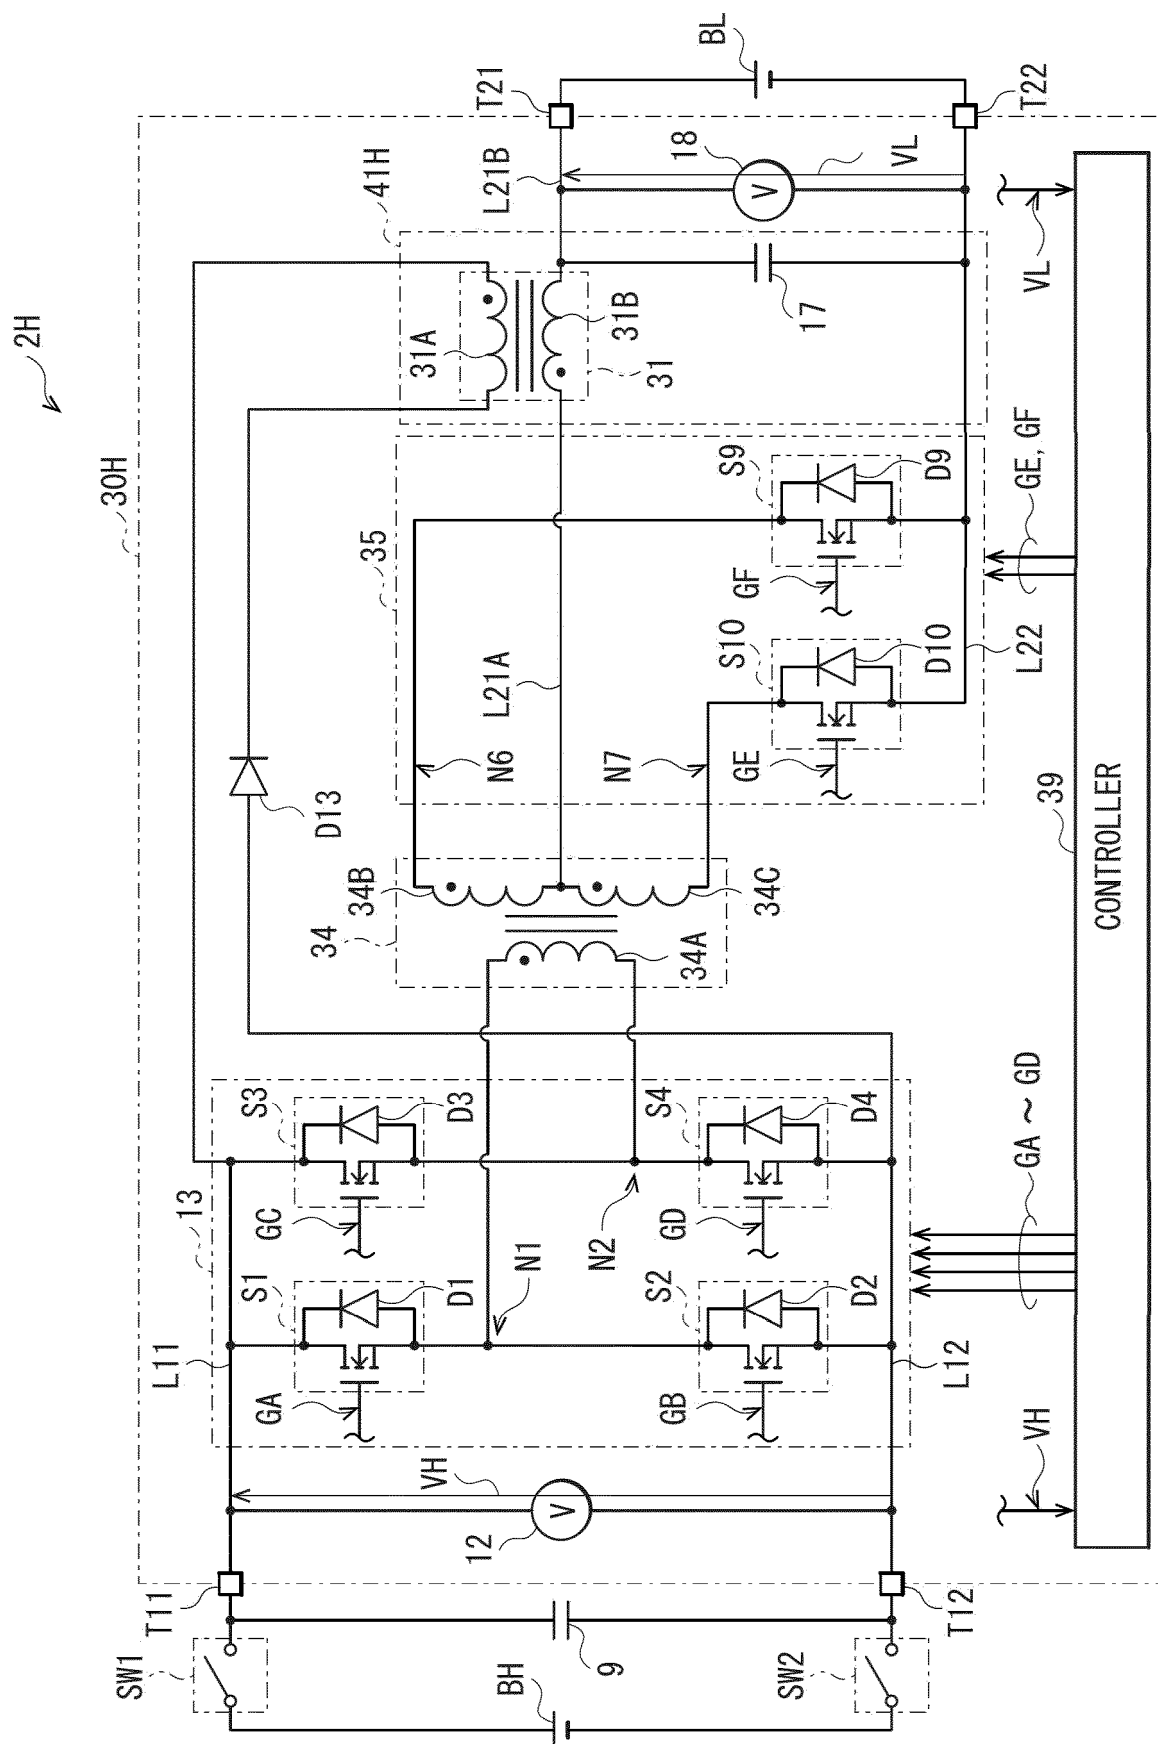 2H
30H
SW1
T11
L11
13
S1
S3
GA
GC
D1
D3
BH
9
12
V
VH
N1
N2
S2
S4
GB
GD
D2
D4
SW2
T12
L12
D13
34
34A
34B
34C
N6
N7
L21A
35
S9
S10
GE
GF
D9
D10
L22
41H
31A
31B
31
17
L21B
T21
18
V
VL
BL
T22
VH
GA ~ GD
GE, GF
VL
39
CONTROLLER